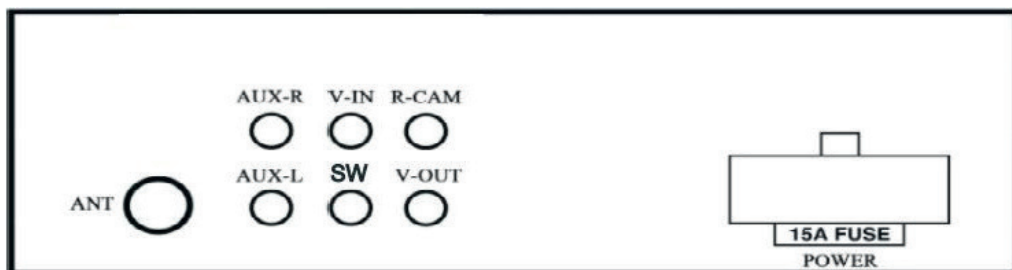 AUX-R V-IN R-CAM
AUX-L SW V-OUT
ANT
15A FUSE
POWER